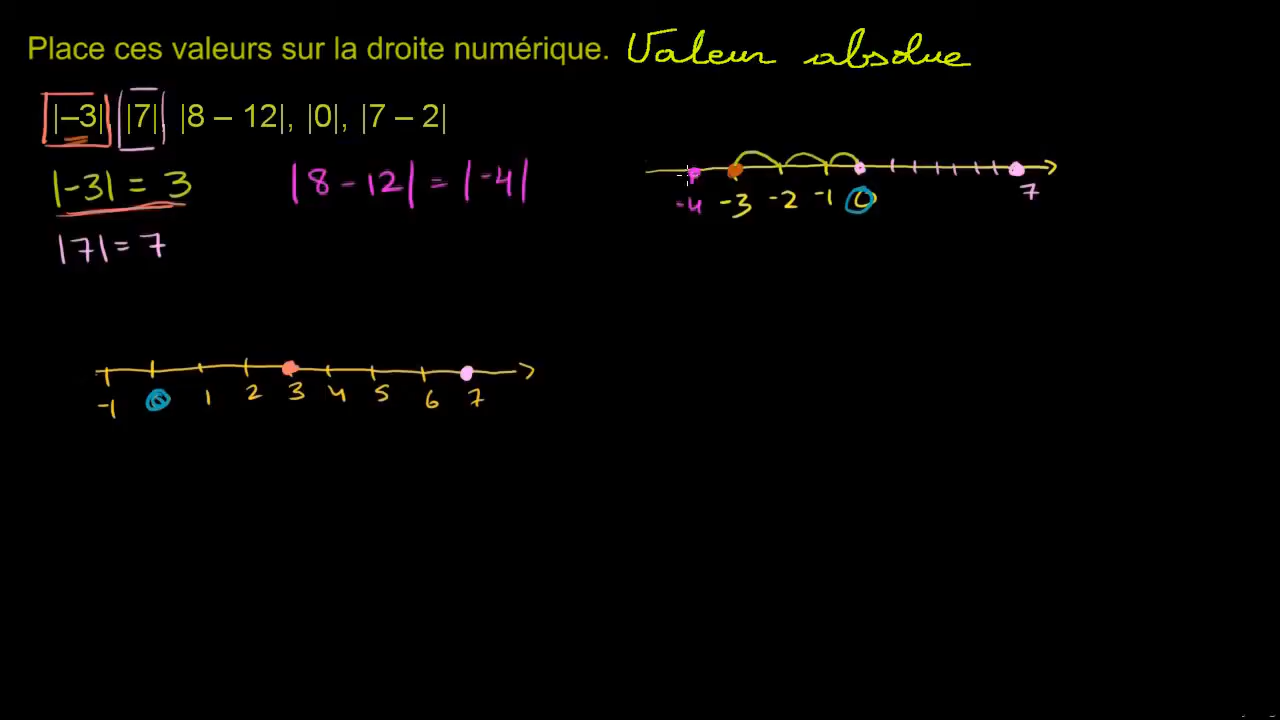 Place ces valeurs sur la droite numérique. Valeur absolue
|–3| |7| |8 – 12|, |0|, |7 – 2|
|-3| = 3 |8 - 12| = |-4|
|7| = 7
-4 -3 -2 -1 0 7
-1 0 1 2 3 4 5 6 7